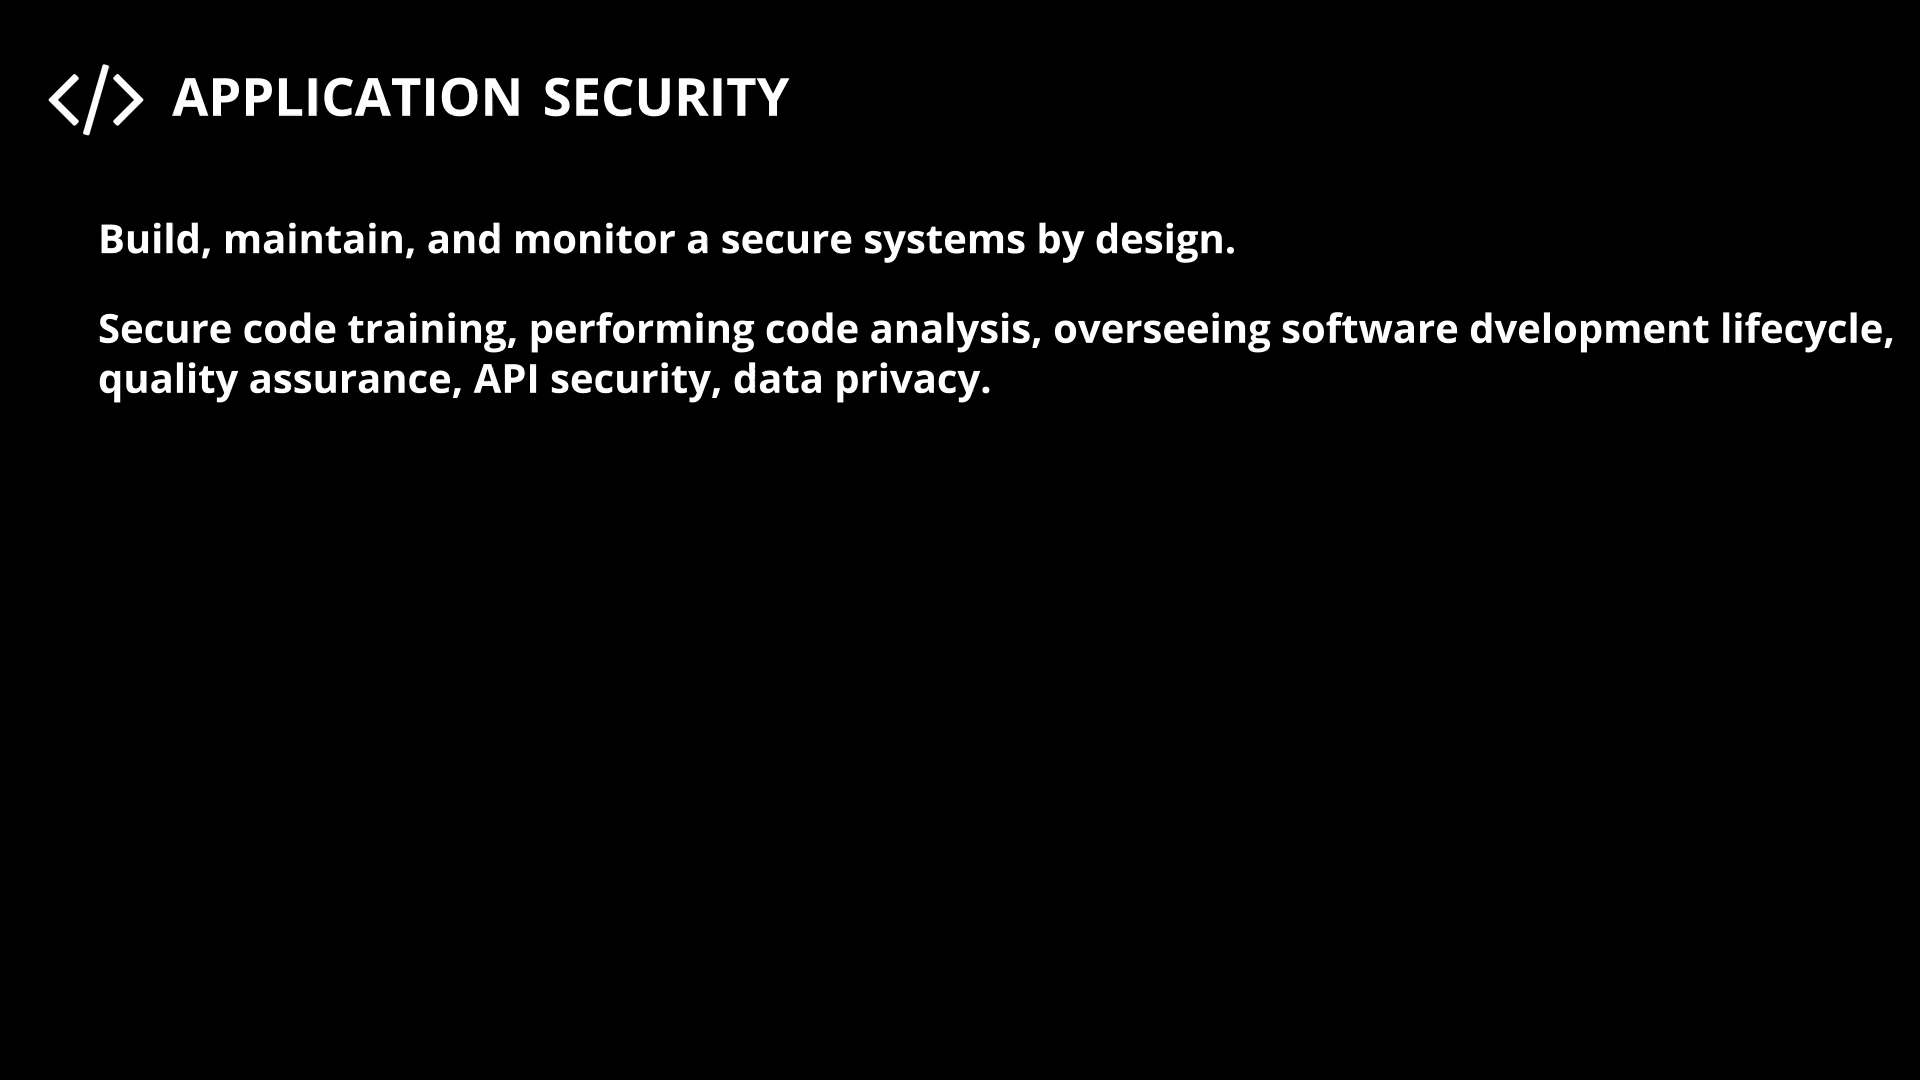 APPLICATION SECURITY
Build, maintain, and monitor a secure systems by design.
Secure code training, performing code analysis, overseeing software dvelopment lifecycle,
quality assurance, API security, data privacy.